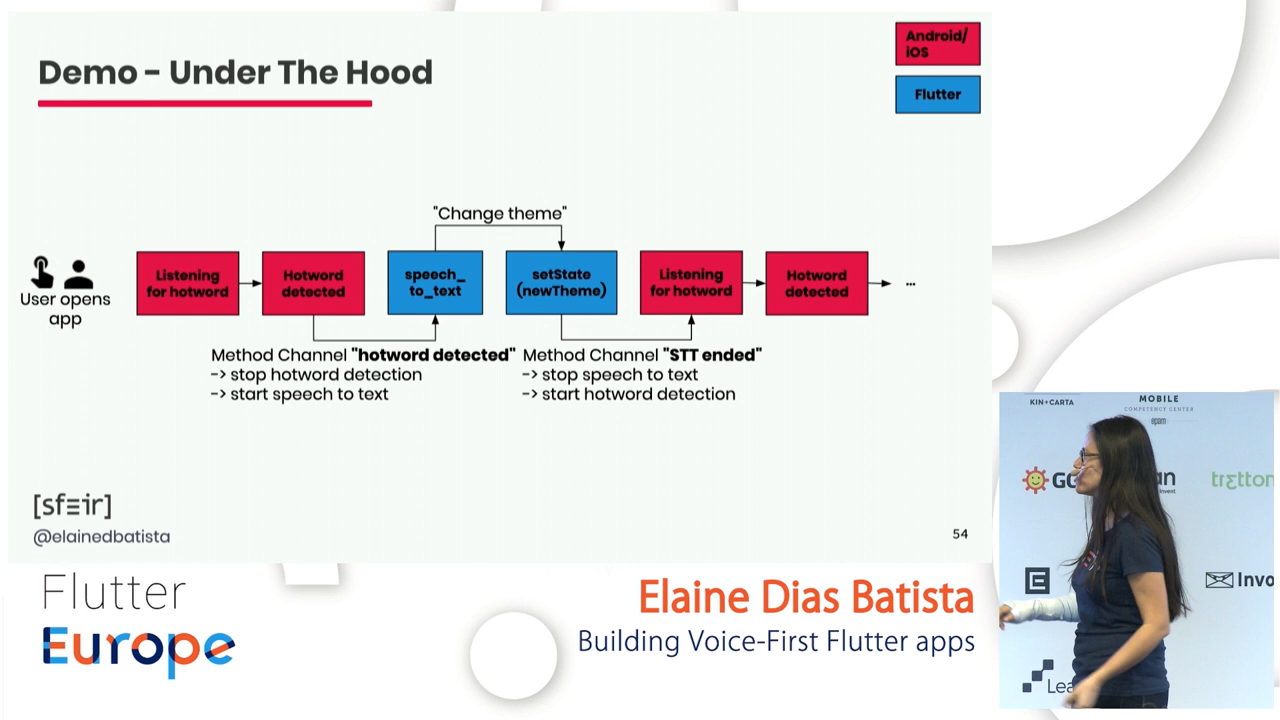 Demo - Under The Hood
Android/
iOS
Flutter
"Change theme"
User opens
app
Listening
for hotword
Hotword
detected
speech_
to_text
setState
(newTheme)
Listening
for hotword
Hotword
detected
...
Method Channel "hotword detected"
-> stop hotword detection
-> start speech to text
Method Channel "STT ended"
-> stop speech to text
-> start hotword detection
[sfeir]
@elainedbatista
54
Flutter
Europe
Elaine Dias Batista
Building Voice-First Flutter apps
KIN+CARTA
MOBILE
COMPETENCY CENTER
epam